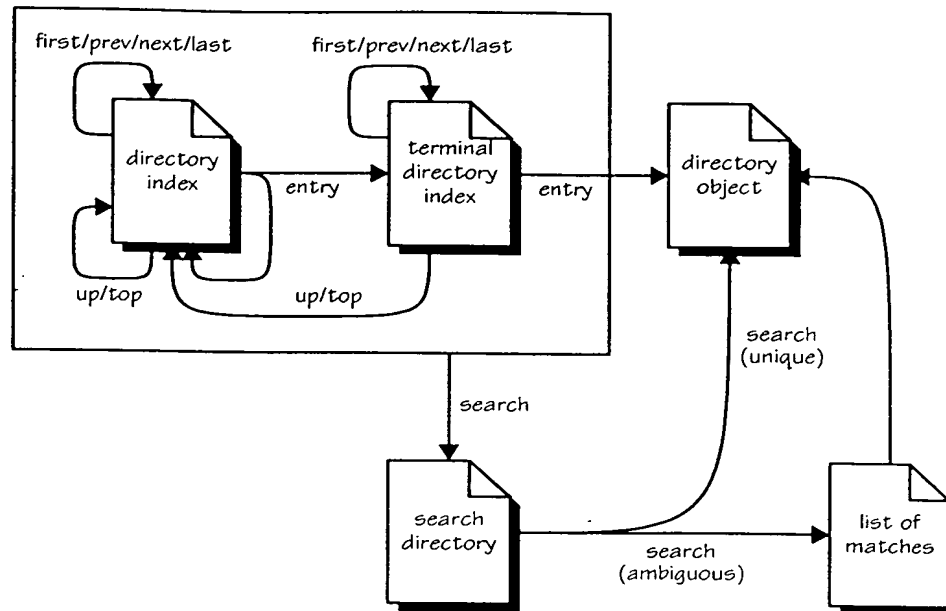 first/prev/next/last
first/prev/next/last
directory
index
entry
terminal
directory
index
entry
directory
object
up/top
up/top
search
(unique)
search
search
directory
search
(ambiguous)
list of
matches